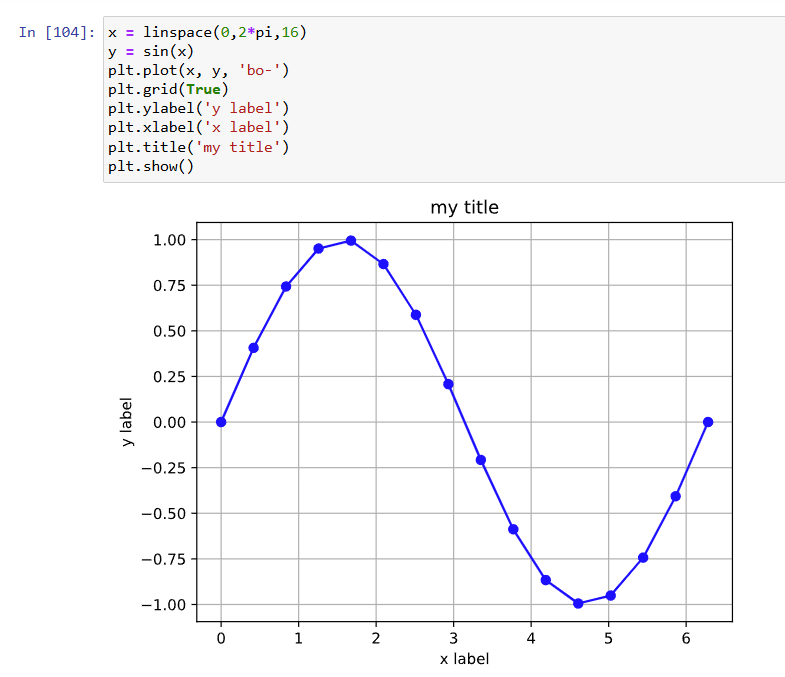 In [104]: x = linspace(0,2*pi,16)
y = sin(x)
plt.plot(x, y, 'bo-')
plt.grid(True)
plt.ylabel('y label')
plt.xlabel('x label')
plt.title('my title')
plt.show()
my title
1.00
0.75
0.50
0.25
0.00
−0.25
−0.50
−0.75
−1.00
y label
0 1 2 3 4 5 6
x label